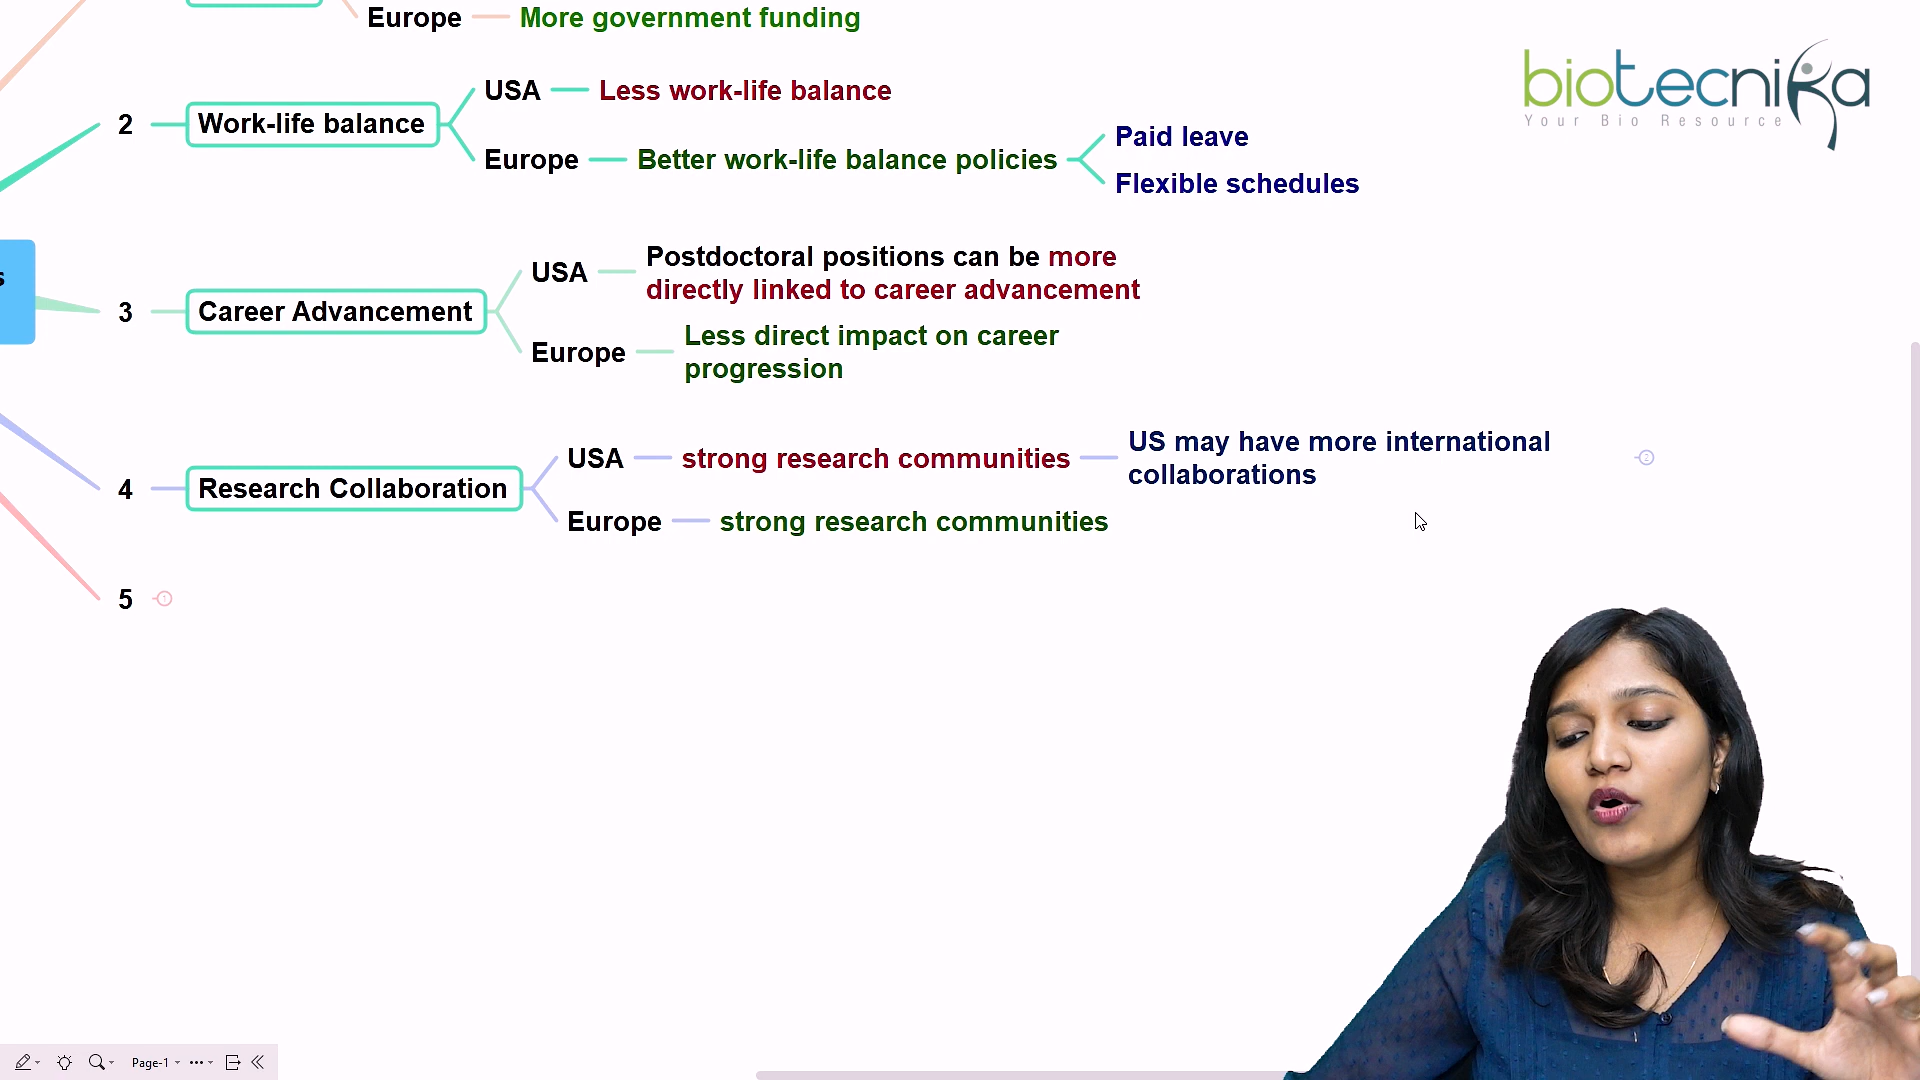 Europe
More government funding
biotecnika
Your Bio Resource
2
Work-life balance
USA
Less work-life balance
Europe
Better work-life balance policies
Paid leave
Flexible schedules
s
3
Career Advancement
USA
Postdoctoral positions can be more
directly linked to career advancement
Europe
Less direct impact on career
progression
4
Research Collaboration
USA
strong research communities
US may have more international
collaborations
2
Europe
strong research communities
5
1
Page-1